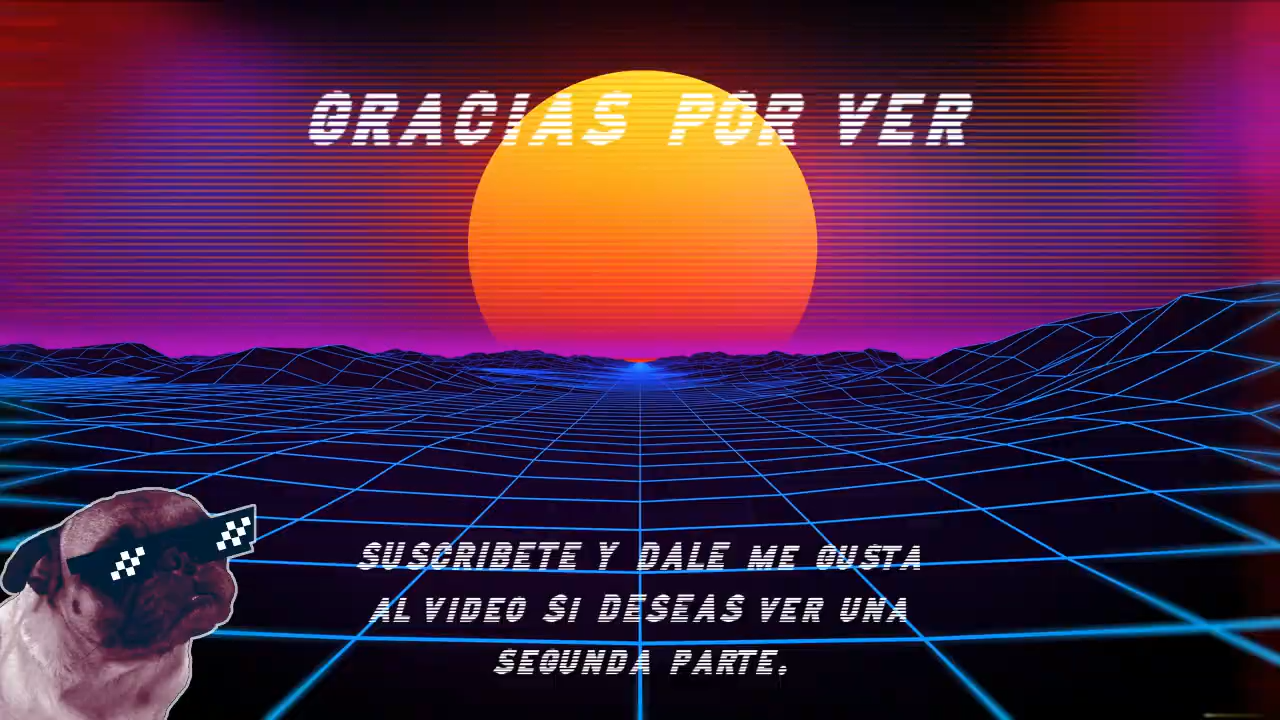 GRACIAS POR VER
SUSCRIBETE Y DALE ME GUSTA
AL VIDEO SI DESEAS VER UNA
SEGUNDA PARTE.